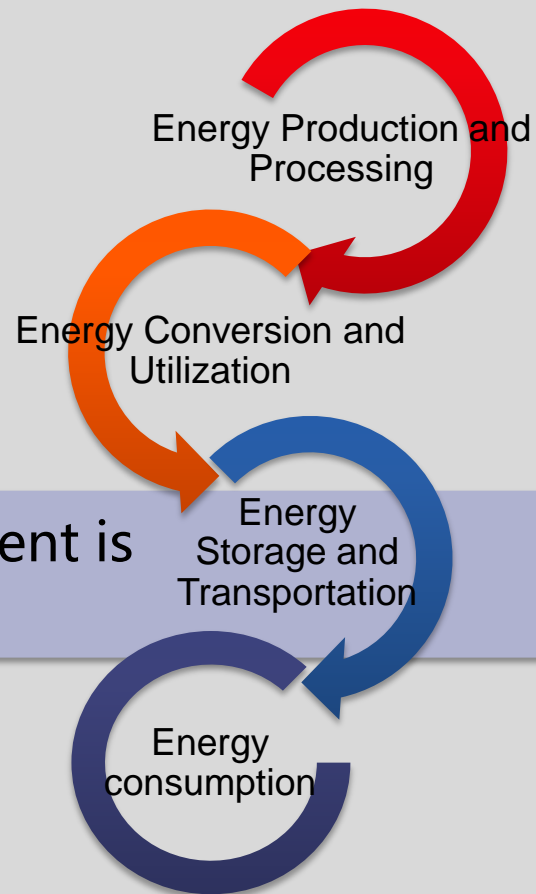 Energy Production and
Processing
Energy Conversion and
Utilization
ent is
Energy
Storage and
Transportation
Energy
consumption